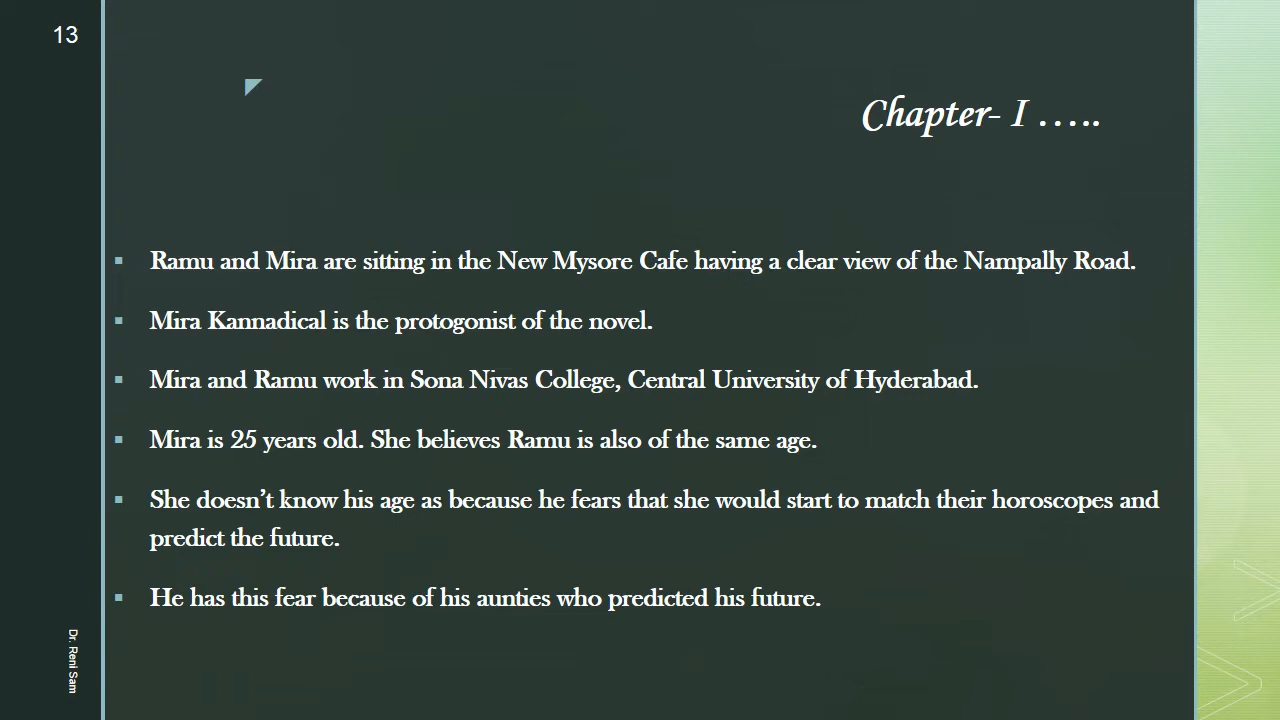 13
Chapter- I …..
▪ Ramu and Mira are sitting in the New Mysore Cafe having a clear view of the Nampally Road.
▪ Mira Kannadical is the protogonist of the novel.
▪ Mira and Ramu work in Sona Nivas College, Central University of Hyderabad.
▪ Mira is 25 years old. She believes Ramu is also of the same age.
▪ She doesn’t know his age as because he fears that she would start to match their horoscopes and
predict the future.
▪ He has this fear because of his aunties who predicted his future.
Dr. Reni Sam